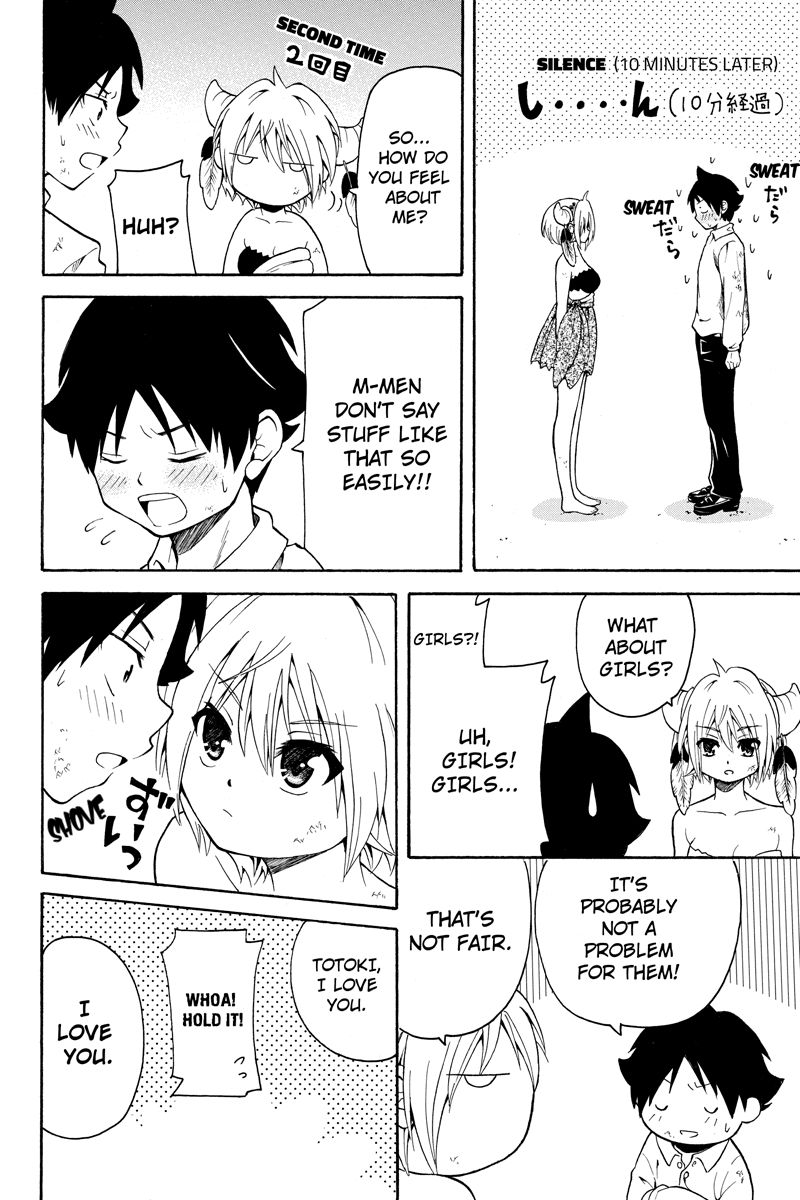 SILENCE (10 MINUTES LATER)
し・・・・ん(10分経過)
SWEAT
だら
SWEAT
だら
SECOND TIME
2回目
SO...
HOW DO
YOU FEEL
ABOUT
ME?
HUH?
M-MEN
DON'T SAY
STUFF LIKE
THAT SO
EASILY!!
WHAT
ABOUT
GIRLS?
GIRLS?!
UH,
GIRLS!
GIRLS...
SHOVE
ずいーっ
IT'S
PROBABLY
NOT A
PROBLEM
FOR THEM!
THAT'S
NOT FAIR.
TOTOKI,
I LOVE
YOU.
WHOA!
HOLD IT!
I
LOVE
YOU.